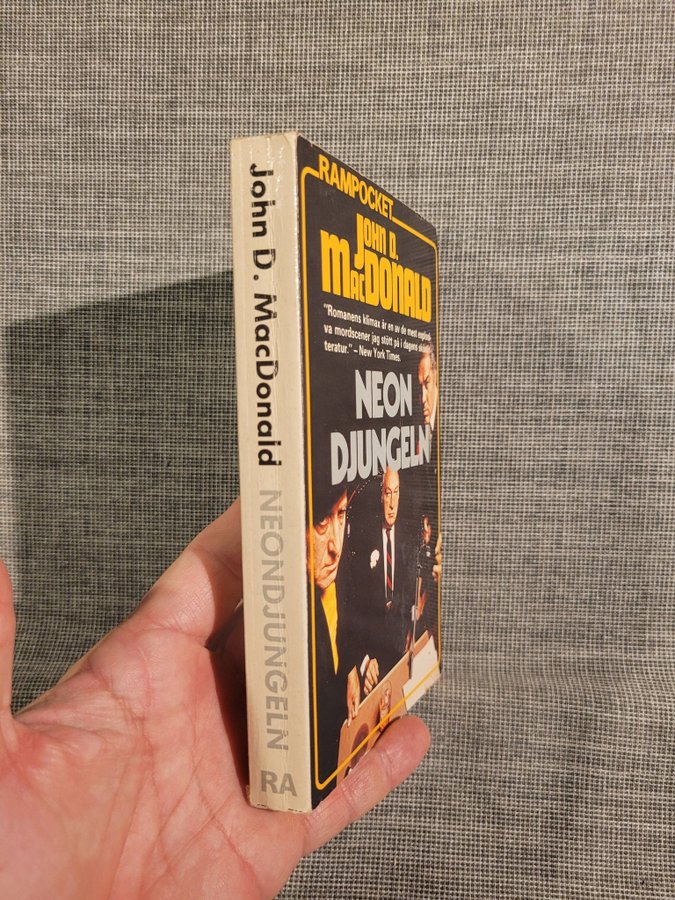 John D. MacDonald NEONDJUNGELN
RA
RAMPOCKET
JOHN D.
MACDONALD
"Romanens klimax är en av de mest
va mordscener jag stött på i dagens
teratur." – New York Times.
NEON
DJUNGELN